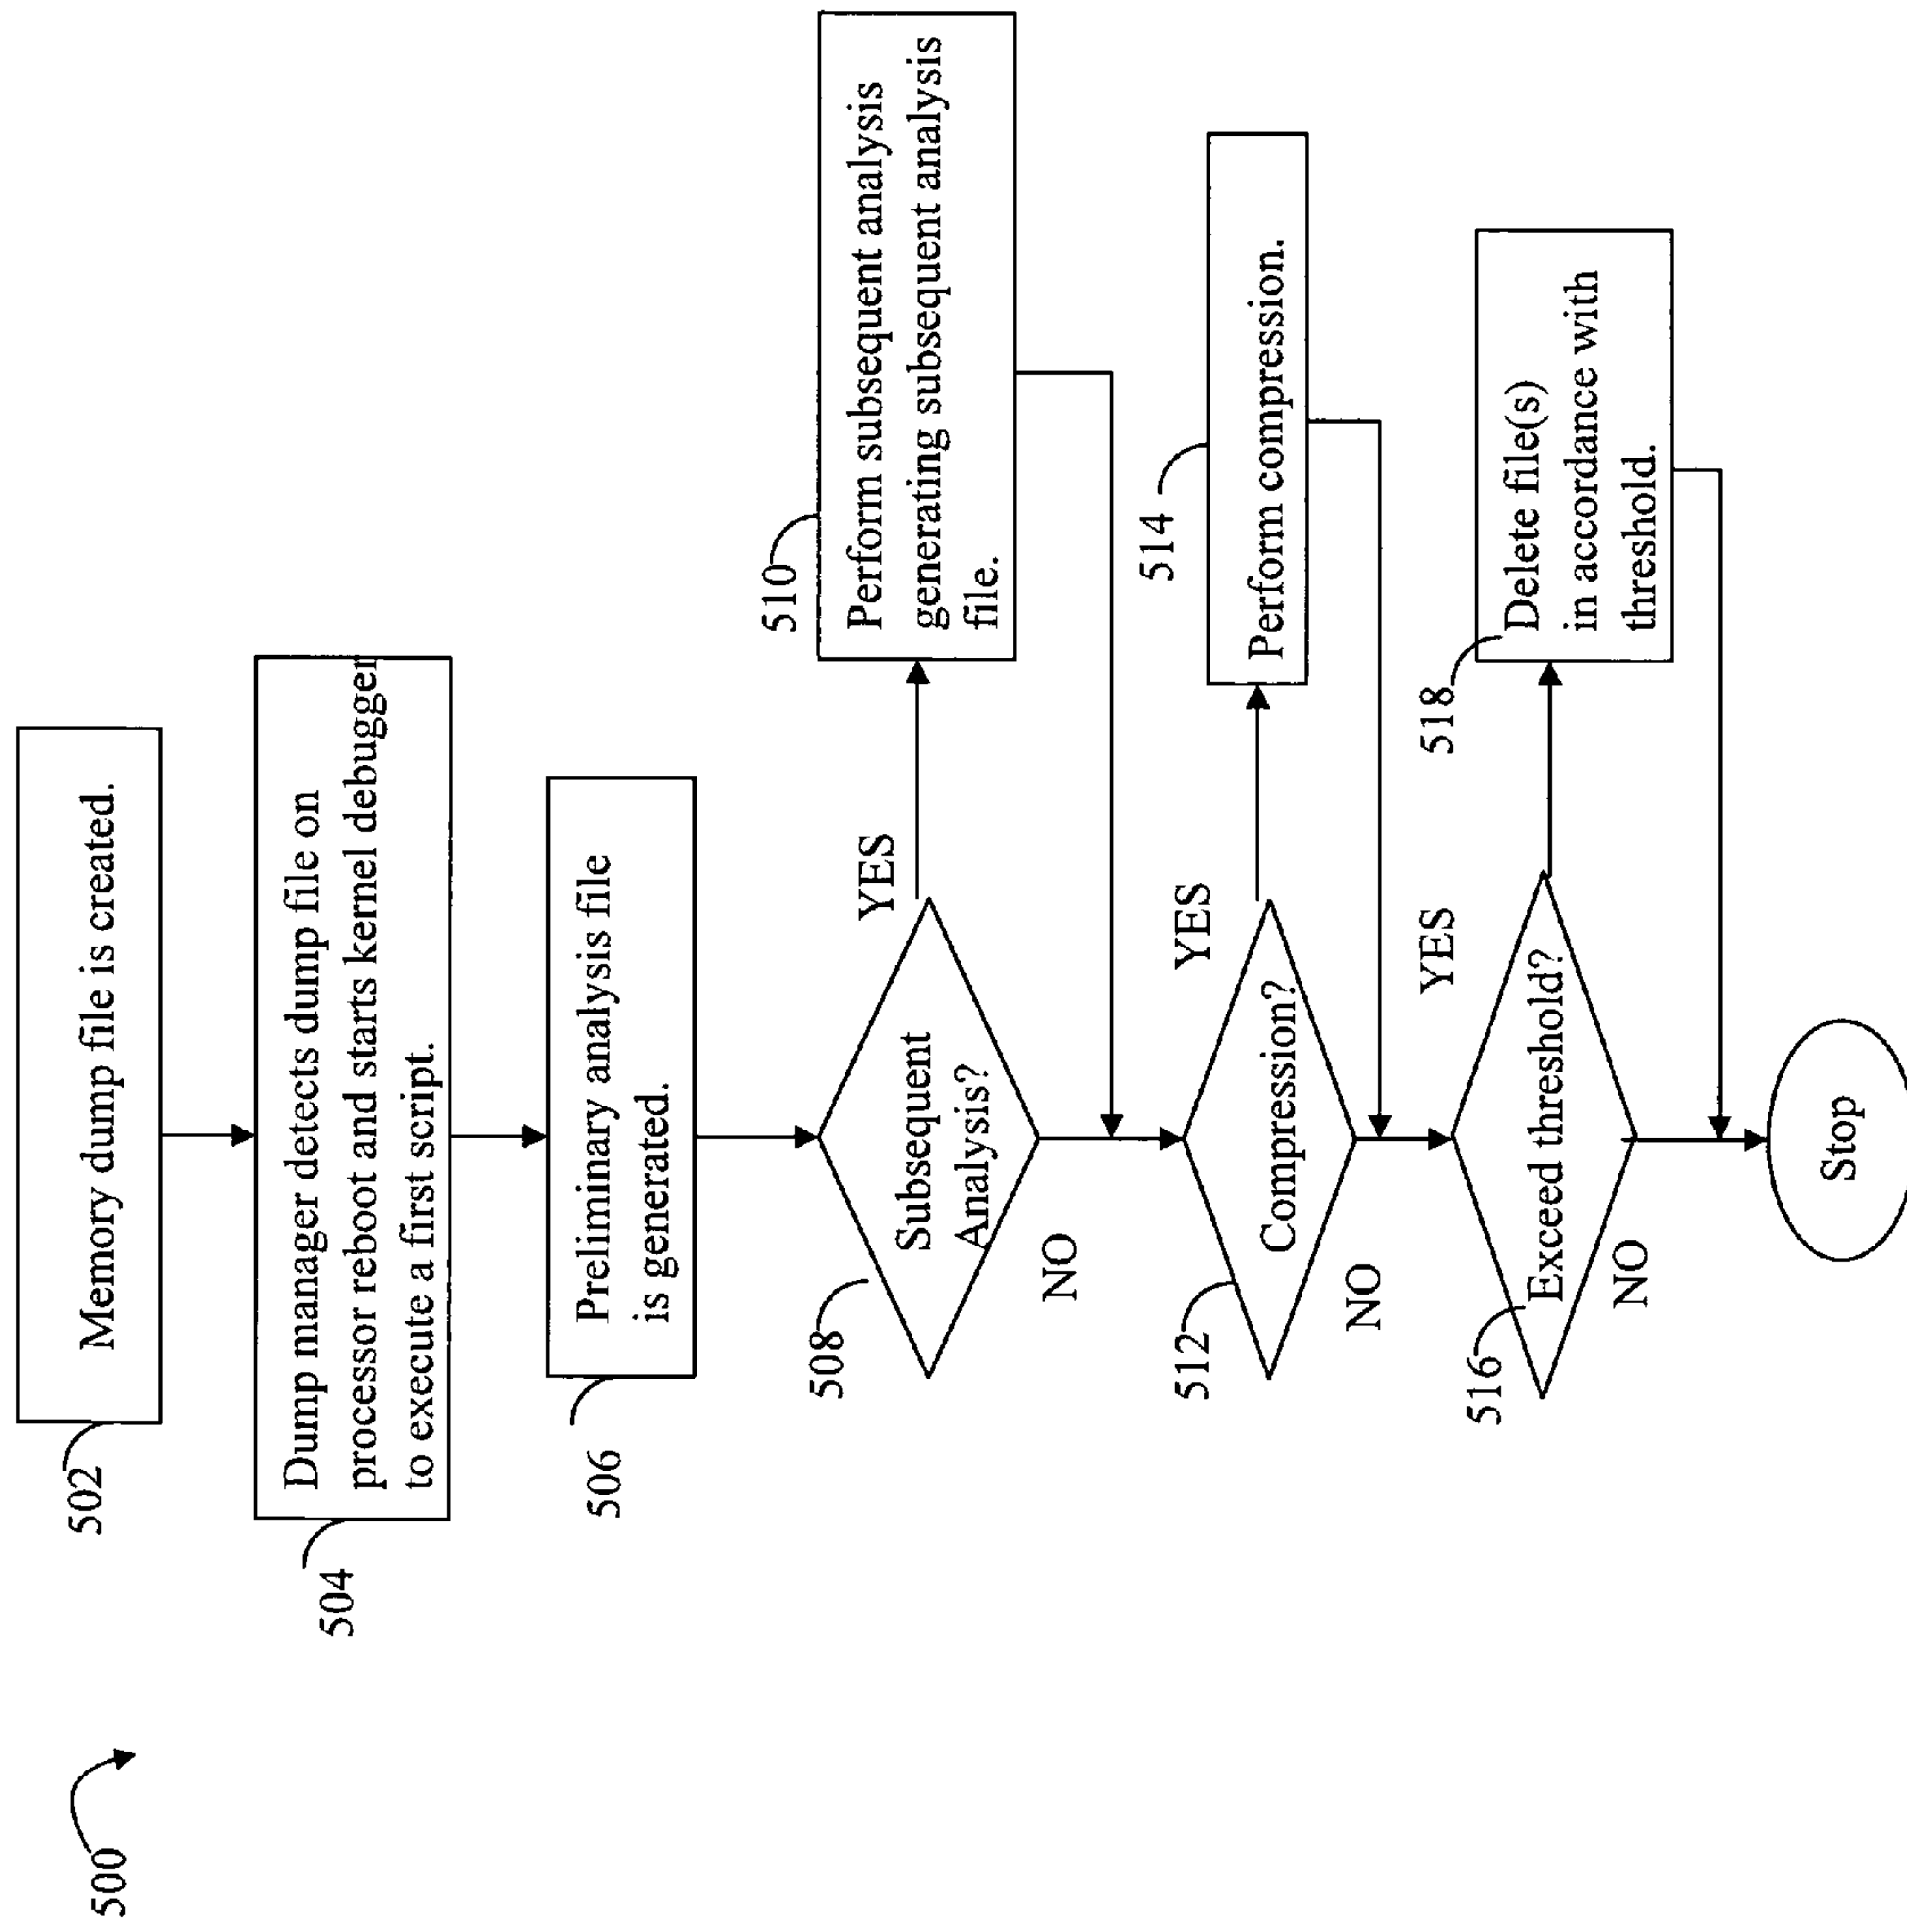 500
502
Memory dump file is created.
504
Dump manager detects dump file on
processor reboot and starts kernel debugger
to execute a first script.
506
Preliminary analysis file
is generated.
508
Subsequent
Analysis?
YES
NO
510
Perform subsequent analysis
generating subsequent analysis
file.
512
Compression?
YES
NO
514
Perform compression.
516
Exceed threshold?
YES
NO
518
Delete file(s)
in accordance with
threshold.
Stop